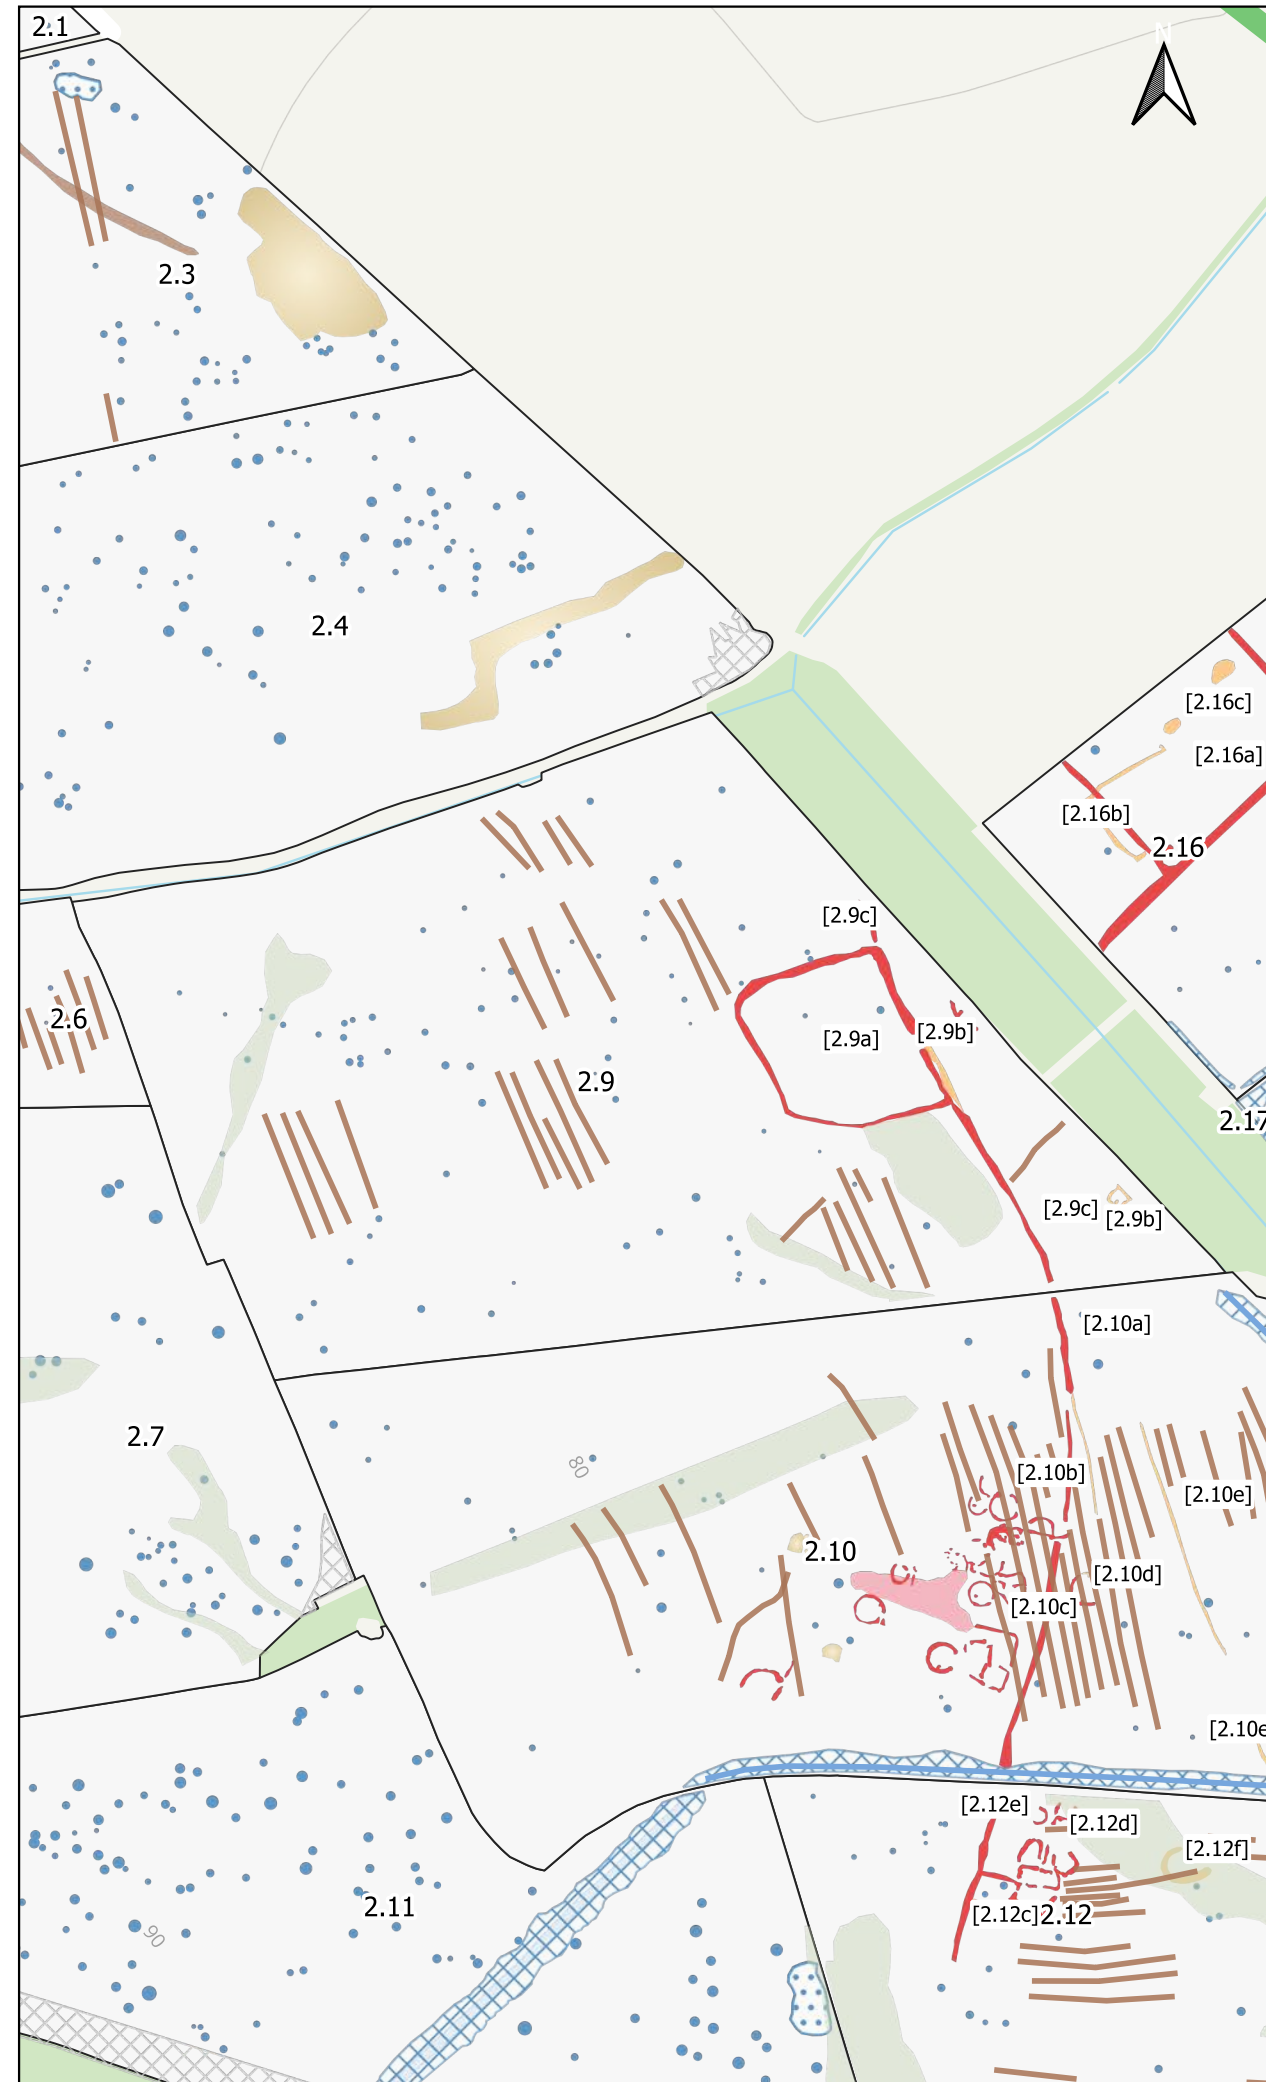 2.1
N
2.3
2.4
[2.16c]
[2.16a]
[2.16b]
2.16
[2.9c]
2.6
[2.9a]
[2.9b]
2.9
2.17
[2.9c]
[2.9b]
[2.10a]
2.7
80
[2.10b]
[2.10e]
2.10
[2.10d]
[2.10c]
[2.10e
[2.12e]
[2.12d]
[2.12f]
2.11
[2.12c]
2.12
90